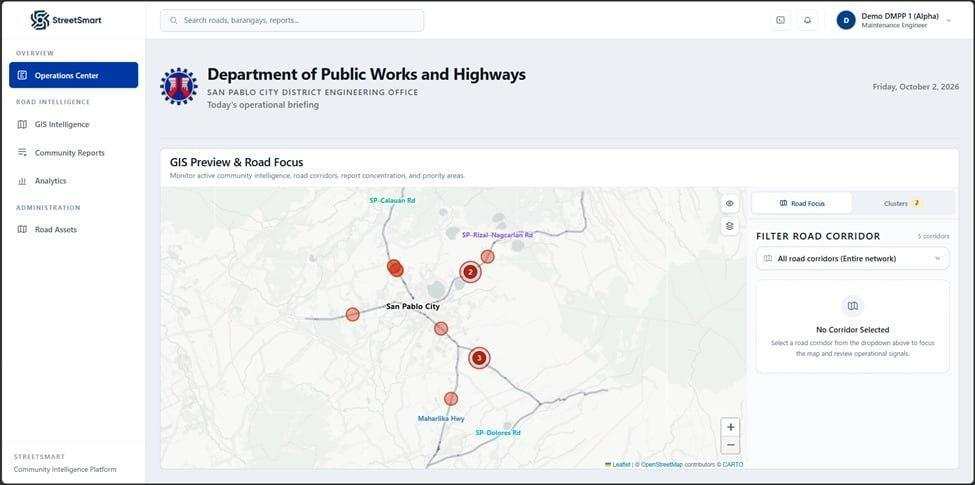 StreetSmart
Search roads, barangays, reports...
D
Demo DMPP 1 (Alpha)
Maintenance Engineer
OVERVIEW
Operations Center
ROAD INTELLIGENCE
GIS Intelligence
Community Reports
Analytics
ADMINISTRATION
Road Assets
STREETSMART
Community Intelligence Platform
Department of Public Works and Highways
SAN PABLO CITY DISTRICT ENGINEERING OFFICE
Today's operational briefing
Friday, October 2, 2026
GIS Preview & Road Focus
Monitor active community intelligence, road corridors, report concentration, and priority areas.
SP-Calauan Rd
SP-Rizal-Nagcarlan Rd
2
San Pablo City
3
Maharlika Hwy
SP-Dolores Rd
+
−
Leaflet | © OpenStreetMap contributors © CARTO
Road Focus
Clusters 2
FILTER ROAD CORRIDOR
5 corridors
All road corridors (Entire network)
No Corridor Selected
Select a road corridor from the dropdown above to focus
the map and review operational signals.